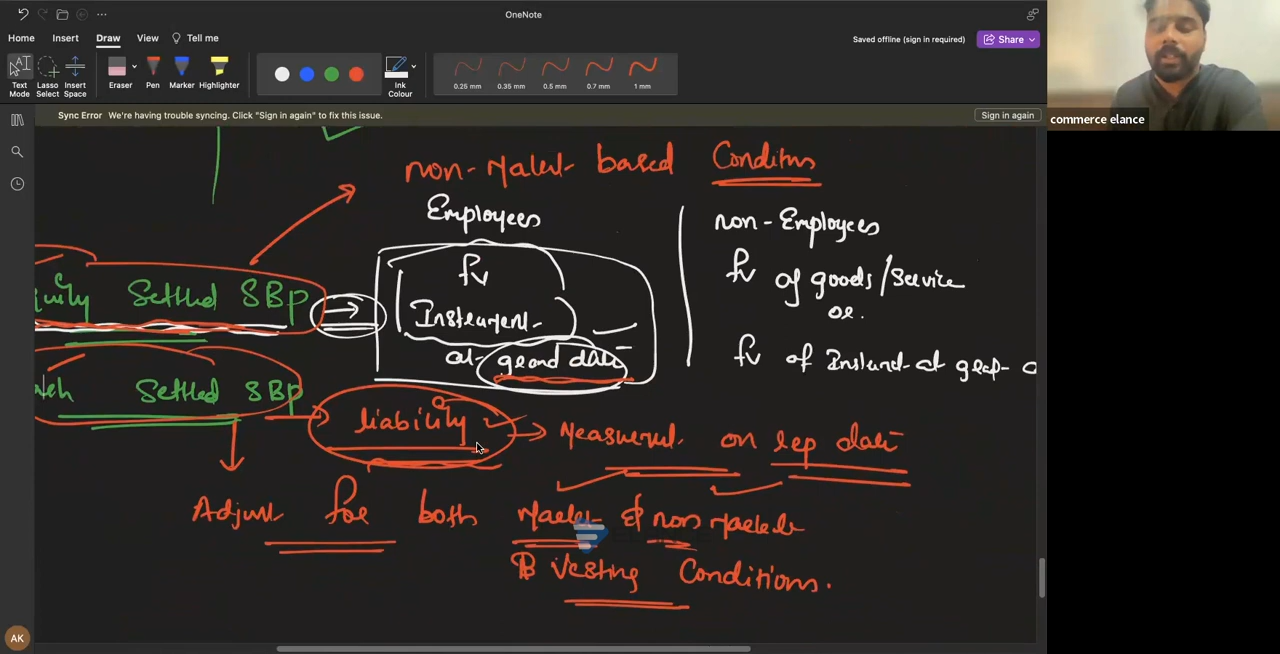 OneNote
Home Insert Draw View Tell me
Saved offline (sign in required)
Share
Text Mode
Lasso Select
Insert Space
Eraser
Pen
Marker
Highlighter
Ink Colour
0.25 mm 0.35 mm 0.5 mm 0.7 mm 1 mm
commerce elance
Sync Error We're having trouble syncing. Click "Sign in again" to fix this issue.
Sign in again
non-Market based Conditions
Employees
non-Employees
fv
fv of goods/Service
Settled SBP
Instrument
or
at grand date
fv of Instrument at
Settled SBP
liability
Measured on rep date
Adjust for both Market & non Market
B Vesting Conditions.
AK